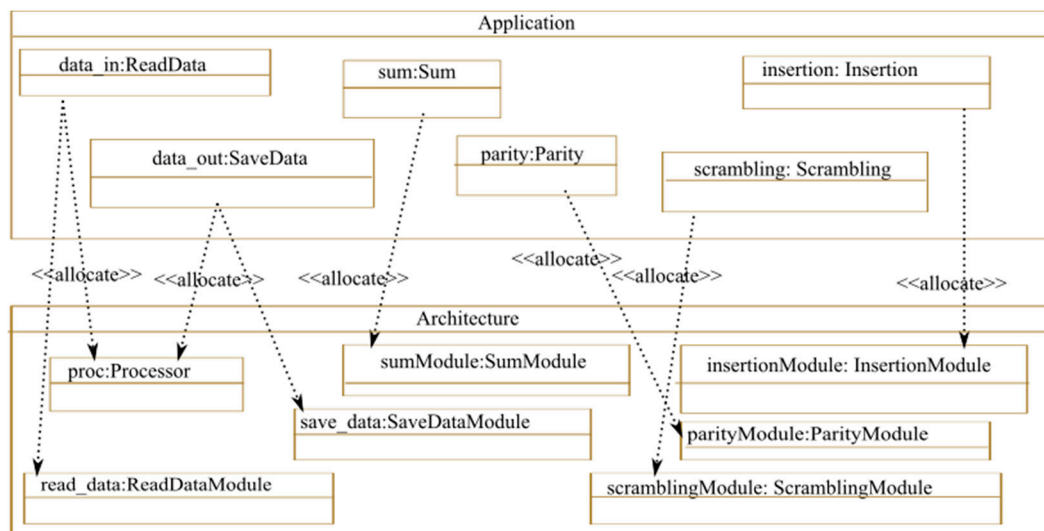 Application
data_in:ReadData
sum:Sum
insertion: Insertion
data_out:SaveData
parity:Parity
scrambling: Scrambling
<<allocate>>
<<allocate>>
<<allocate>>
<<allocate>>
<<allocate>>
<<allocate>>
Architecture
proc:Processor
sumModule:SumModule
insertionModule: InsertionModule
save_data:SaveDataModule
parityModule:ParityModule
read_data:ReadDataModule
scramblingModule: ScramblingModule